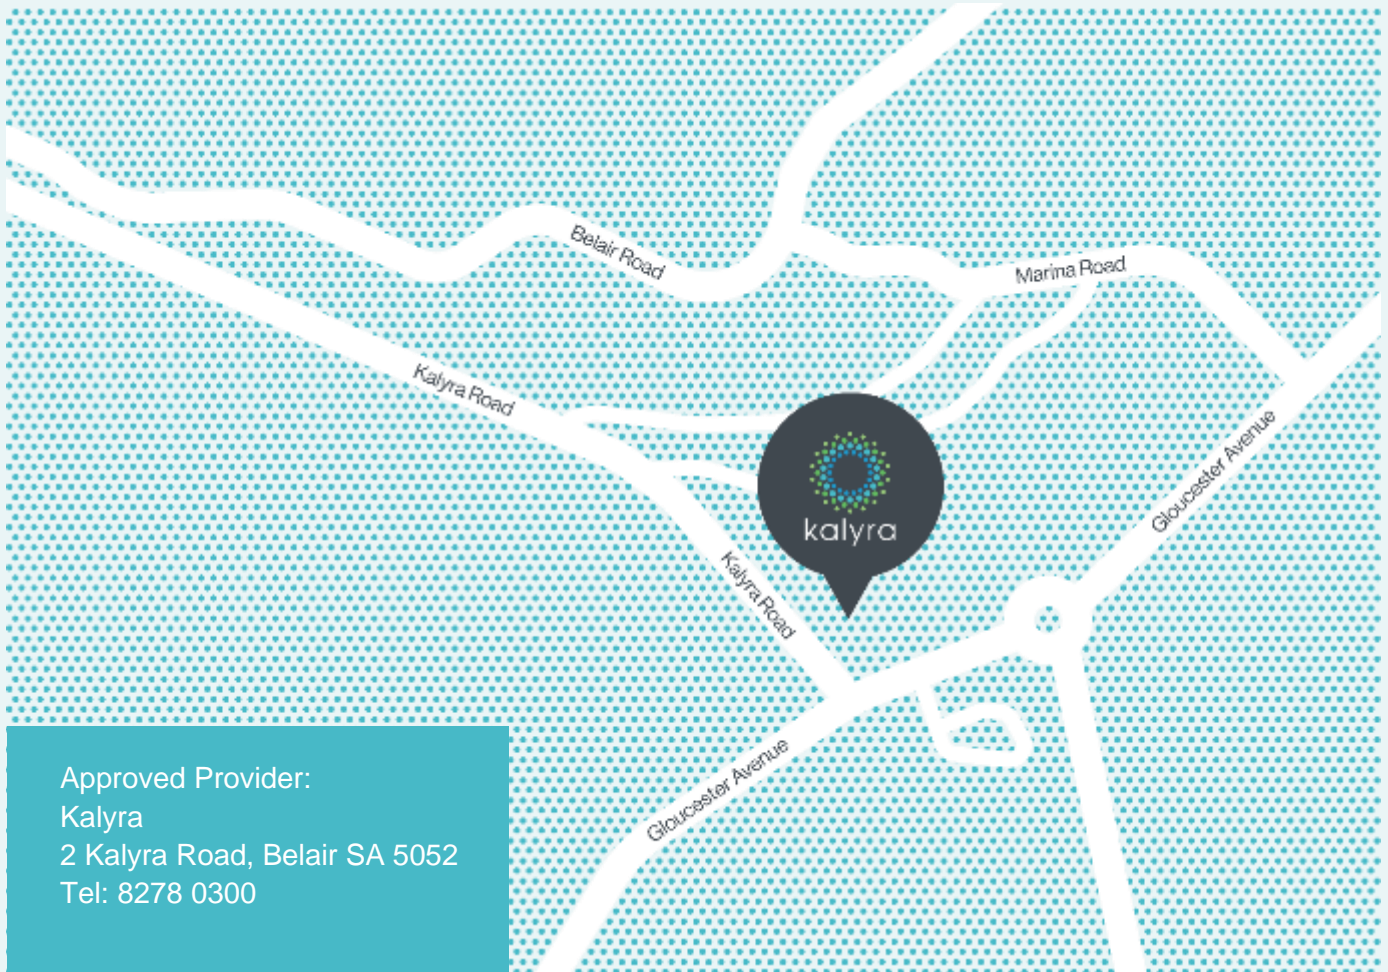 Belair Road
Marina Road
Kalyra Road
Gloucester Avenue
kalyra
Kalyra Road
Gloucester Avenue
Approved Provider:
Kalyra
2 Kalyra Road, Belair SA 5052
Tel: 8278 0300